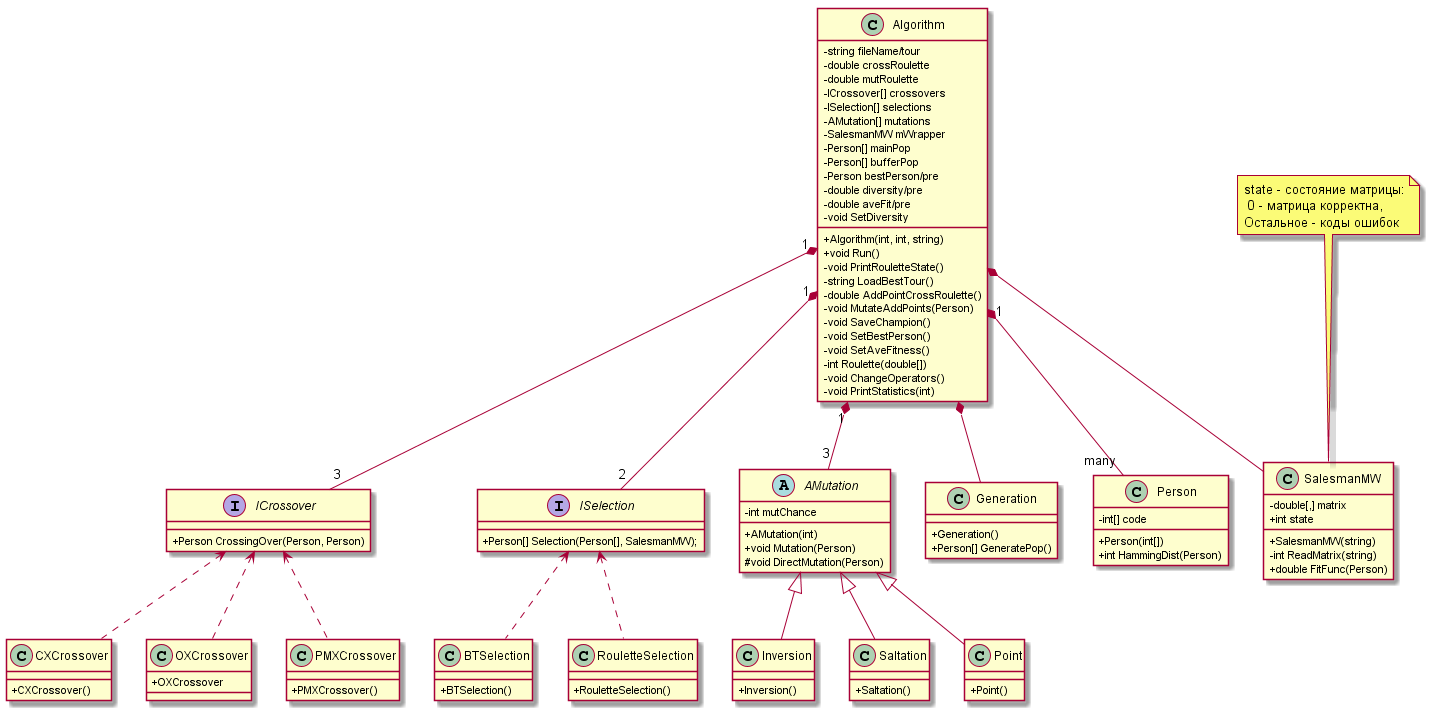 C Algorithm
-string fileName/tour
-double crossRoulette
-double mutRoulette
-ICrossover[] crossovers
-ISelection[] selections
-AMutation[] mutations
-SalesmanMW mWrapper
-Person[] mainPop
-Person[] bufferPop
-Person bestPerson/pre
-double diversity/pre
-double aveFit/pre
-void SetDiversity
+Algorithm(int, int, string)
+void Run()
-void PrintRouletteState()
-string LoadBestTour()
-double AddPointCrossRoulette()
-void MutateAddPoints(Person)
-void SaveChampion()
-void SetBestPerson()
-void SetAveFitness()
-int Roulette(double[])
-void ChangeOperators()
-void PrintStatistics(int)
state - состояние матрицы:
0 - матрица корректна,
Остальное - коды ошибок
1
1
1
1
3
2
3
many
I ICrossover
+Person CrossingOver(Person, Person)
I ISelection
+Person[] Selection(Person[], SalesmanMW);
A AMutation
-int mutChance
+AMutation(int)
+void Mutation(Person)
#void DirectMutation(Person)
C Generation
+Generation()
+Person[] GeneratePop()
C Person
-int[] code
+Person(int[])
+int HammingDist(Person)
C SalesmanMW
-double[,] matrix
+int state
+SalesmanMW(string)
-int ReadMatrix(string)
+double FitFunc(Person)
C CXCrossover
+CXCrossover()
C OXCrossover
+OXCrossover
C PMXCrossover
+PMXCrossover()
C BTSelection
+BTSelection()
C RouletteSelection
+RouletteSelection()
C Inversion
+Inversion()
C Saltation
+Saltation()
C Point
+Point()